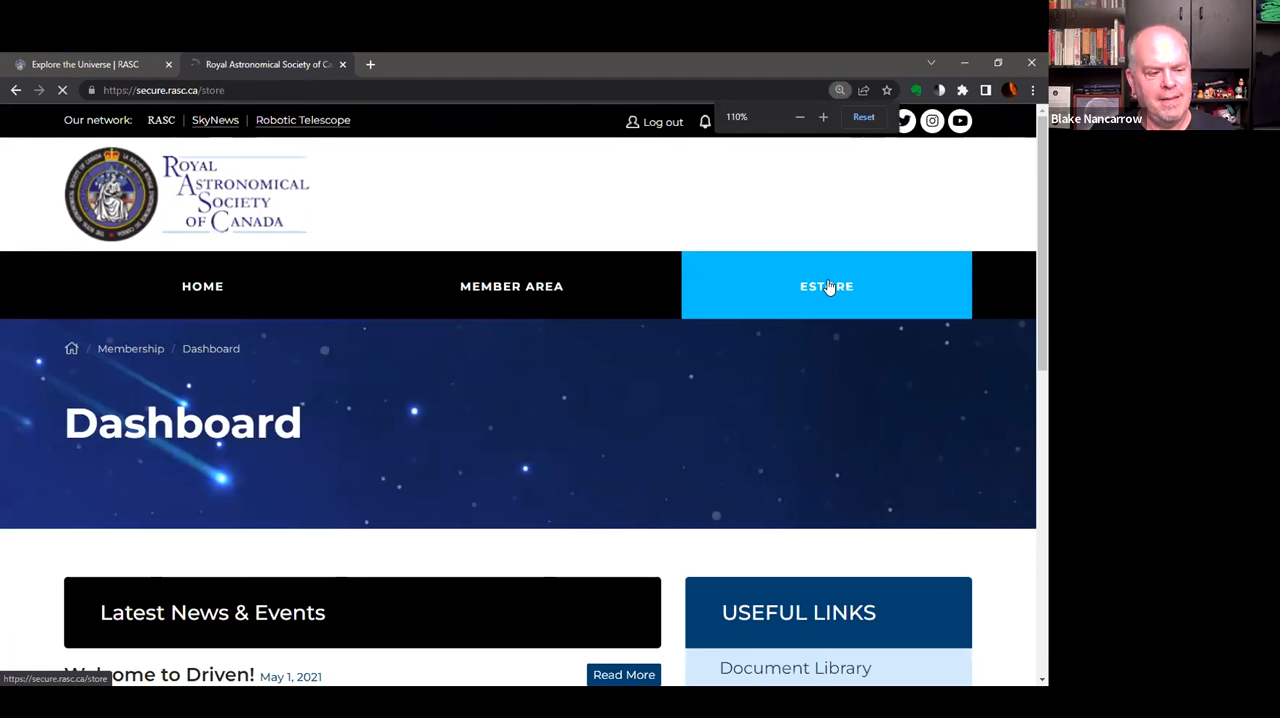 Explore the Universe | RASC
Royal Astronomical Society of Ca
https://secure.rasc.ca/store
Our network: RASC | SkyNews | Robotic Telescope
Log out
110%
Reset
Blake Nancarrow
ROYAL
ASTRONOMICAL
SOCIETY
OF CANADA
HOME
MEMBER AREA
Membership / Dashboard
Dashboard
Latest News & Events
USEFUL LINKS
to Driven! May 1, 2021
Read More
Document Library
https://secure.rasc.ca/store